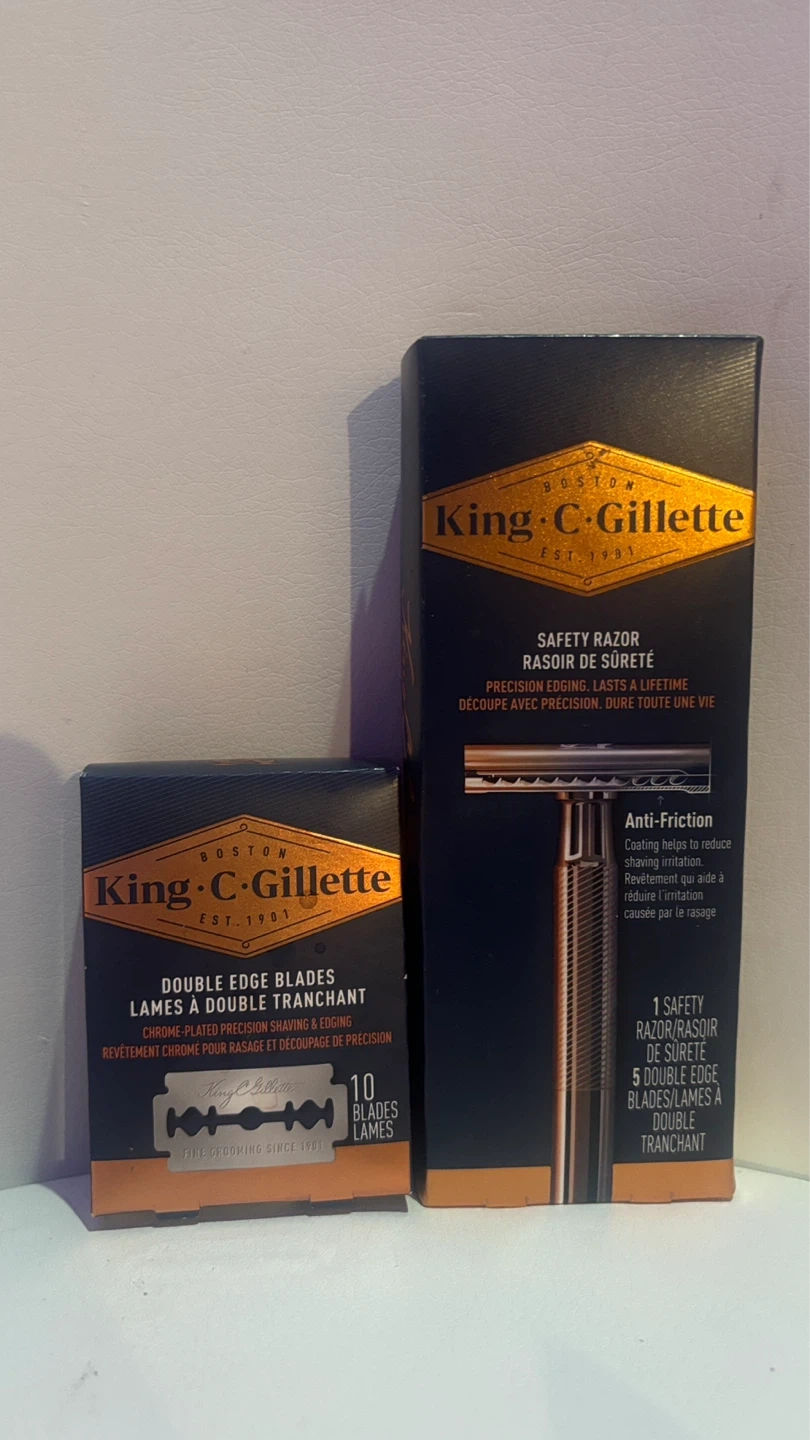 BOSTON
King·C·Gillette
EST. 1901
DOUBLE EDGE BLADES
LAMES À DOUBLE TRANCHANT
CHROME-PLATED PRECISION SHAVING & EDGING
REVÊTEMENT CHROMÉ POUR RASAGE ET DÉCOUPAGE DE PRÉCISION
King C Gillette
FINE GROOMING SINCE 1901
10
BLADES
LAMES
BOSTON
King·C·Gillette
EST. 1901
SAFETY RAZOR
RASOIR DE SÛRETÉ
PRECISION EDGING. LASTS A LIFETIME
DÉCOUPE AVEC PRÉCISION. DURE TOUTE UNE VIE
Anti-Friction
Coating helps to reduce
shaving irritation.
Revêtement qui aide à
réduire l'irritation
causée par le rasage
1 SAFETY
RAZOR/RASOIR
DE SÛRETÉ
5 DOUBLE EDGE
BLADES/LAMES À
DOUBLE
TRANCHANT